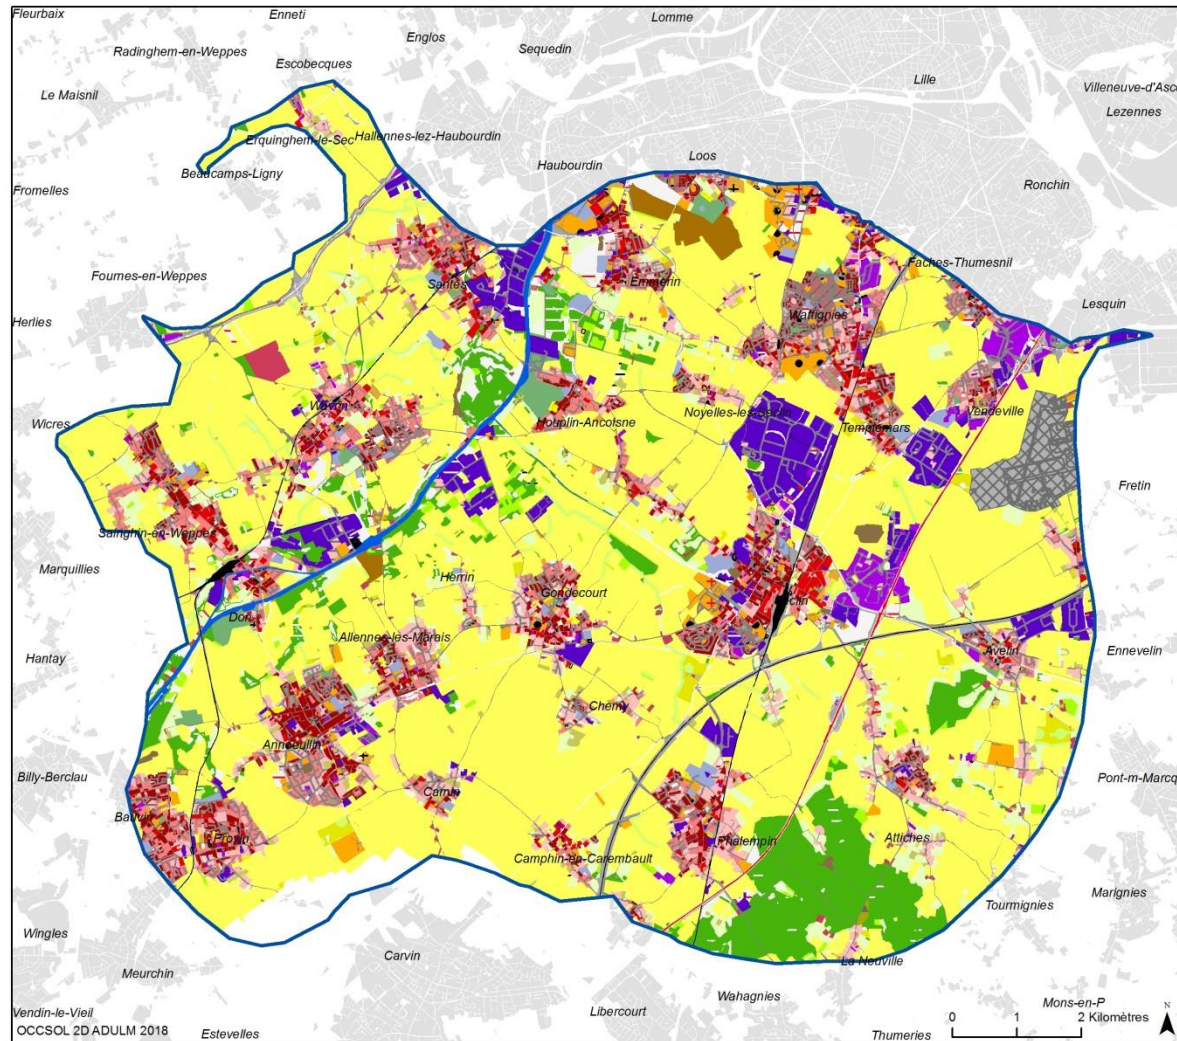 Fleurbaix
Enneti
Lomme
Englos
Sequedin
Radinghem-en-Weppes
Escobecques
Lille
Le Maisnil
Villeneuve-d'Asc
Lezennes
Erquinghem-le-Sec
Hallennes-lez-Haubourdin
Haubourdin
Loos
Beaucamps-Ligny
Fromelles
Ronchin
Faches-Thumesnil
Fournes-en-Weppes
Santes
Emmerin
Lesquin
Herlies
Wattignies
Wavrin
Noyelles-lès-Seclin
Vendeville
Wicres
Houplin-Ancoisne
Templemars
Fretin
Sainghin-en-Weppes
Marquillies
Herrin
Gondecourt
Don
Allennes-les-Marais
Hantay
Avelin
Ennevelin
Chemy
Annoeullin
Billy-Berclau
Pont-m-Marcq
Carnin
Bauvin
Provin
Attiches
Phalempin
Camphin-en-Carembault
Marignies
Tourmignies
Wingles
Carvin
La Neuville
Meurchin
Wahagnies
Mons-en-P
Libercourt
Vendin-le-Vieil
N
0 1 2 Kilomètres
OCCSOL 2D ADULM 2018
Estevelles
Thumeries